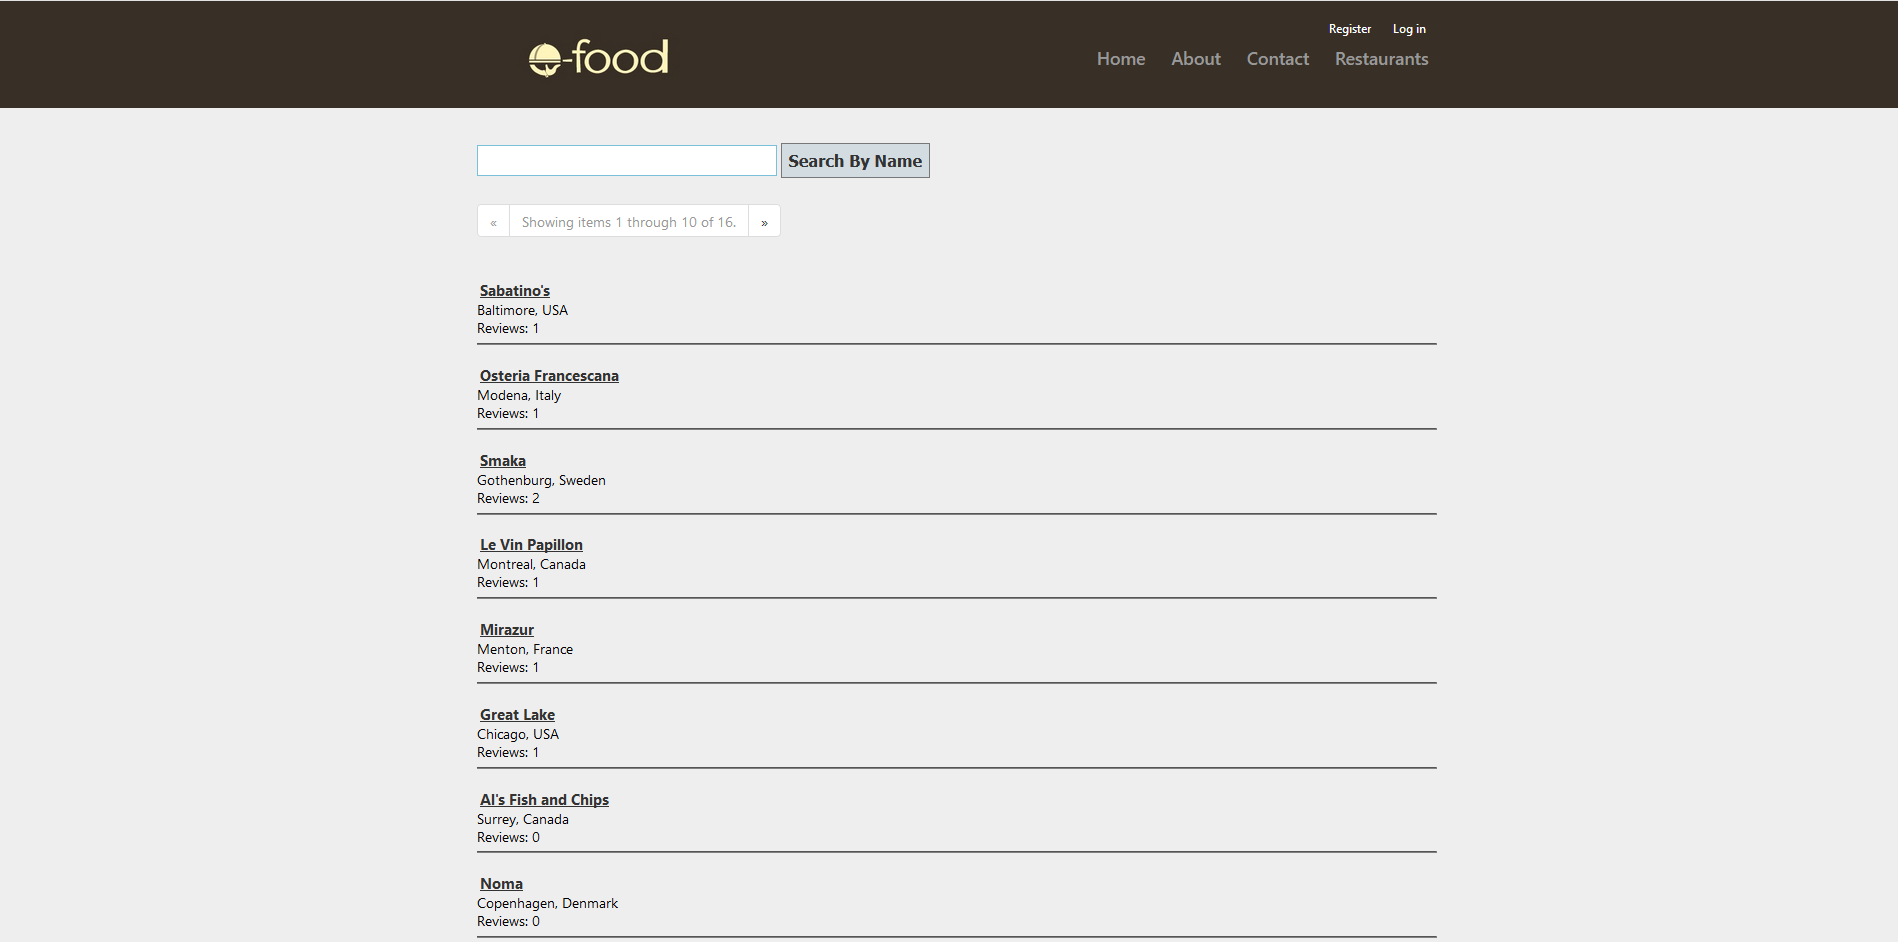 Register Log in
e-food
Home About Contact Restaurants
Search By Name
« Showing items 1 through 10 of 16. »
Sabatino's
Baltimore, USA
Reviews: 1
Osteria Francescana
Modena, Italy
Reviews: 1
Smaka
Gothenburg, Sweden
Reviews: 2
Le Vin Papillon
Montreal, Canada
Reviews: 1
Mirazur
Menton, France
Reviews: 1
Great Lake
Chicago, USA
Reviews: 1
Al's Fish and Chips
Surrey, Canada
Reviews: 0
Noma
Copenhagen, Denmark
Reviews: 0